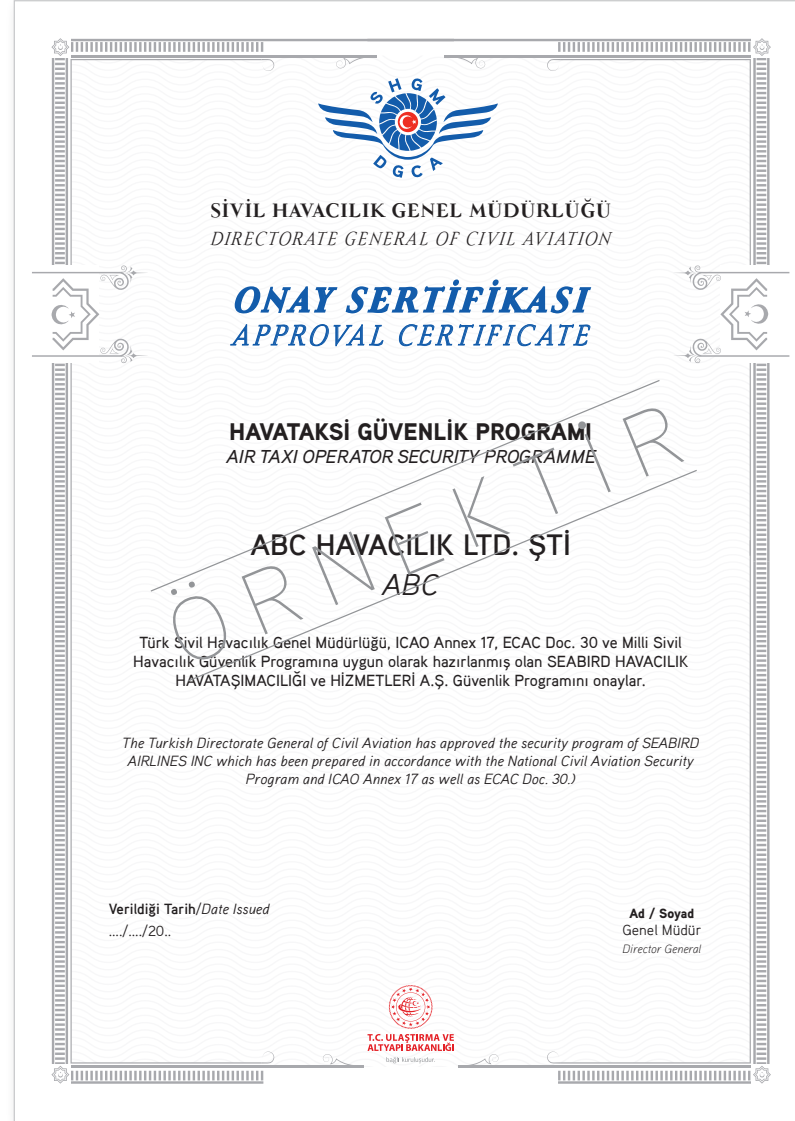 SHGM
DGCA
SİVİL HAVACILIK GENEL MÜDÜRLÜĞÜ
DIRECTORATE GENERAL OF CIVIL AVIATION
ONAY SERTİFİKASI
APPROVAL CERTIFICATE
HAVATAKSİ GÜVENLİK PROGRAMI
AIR TAXI OPERATOR SECURITY PROGRAMME
ÖRNEKTİR
ABC HAVACILIK LTD. ŞTİ
ABC
Türk Sivil Havacılık Genel Müdürlüğü, ICAO Annex 17, ECAC Doc. 30 ve Milli Sivil
Havacılık Güvenlik Programına uygun olarak hazırlanmış olan SEABIRD HAVACILIK
HAVATAŞIMACILIĞI ve HİZMETLERİ A.Ş. Güvenlik Programını onaylar.
The Turkish Directorate General of Civil Aviation has approved the security program of SEABIRD
AIRLINES INC which has been prepared in accordance with the National Civil Aviation Security
Program and ICAO Annex 17 as well as ECAC Doc. 30.)
Verildiği Tarih/Date Issued
..../..../20..
Ad / Soyad
Genel Müdür
Director General
T.C. ULAŞTIRMA VE
ALTYAPI BAKANLIĞI
bağlı kuruluşudur.